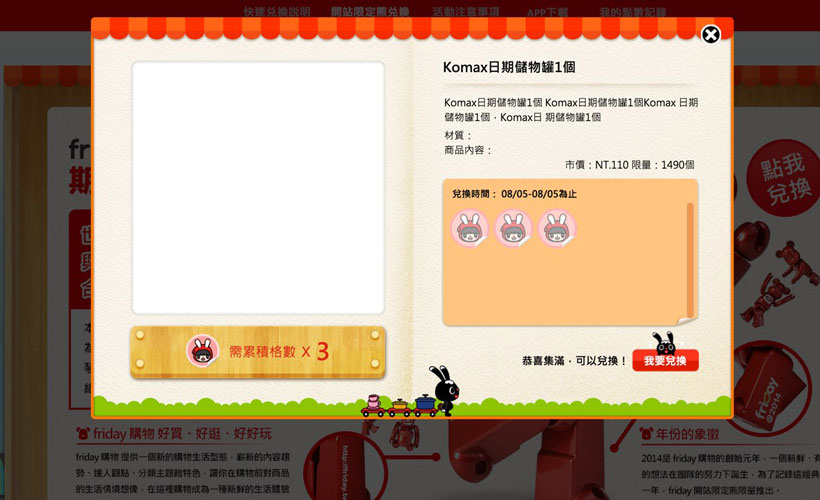 快速兌換說明 開站限定熊兌換 活動注意事項 APP下載 我的點數記錄
Komax日期儲物罐1個
Komax日期儲物罐1個 Komax日期儲物罐1個Komax 日期
儲物罐1個，Komax日 期儲物罐1個
材質：
商品內容：
市價：NT.110 限量：1490個
兌換時間： 08/05-08/05為止
需累積格數 X 3
恭喜集滿，可以兌換！
我要兌換
點我
兌換
friday
@2014
friday 購物 好買、好逛、好好玩
friday 購物 提供一個新的購物生活型態，嶄新的內容趨
勢、達人觀點、分類主題館特色，讓你在購物前對商品
的生活情境想像，在這裡購物成為一種新鮮的生活體驗
年份的象徵
2014是 friday 購物的創始元年，一個新鮮、有
的想法在團隊的努力下誕生，為了記錄這經典
一年，friday 開站限定熊限量推出。